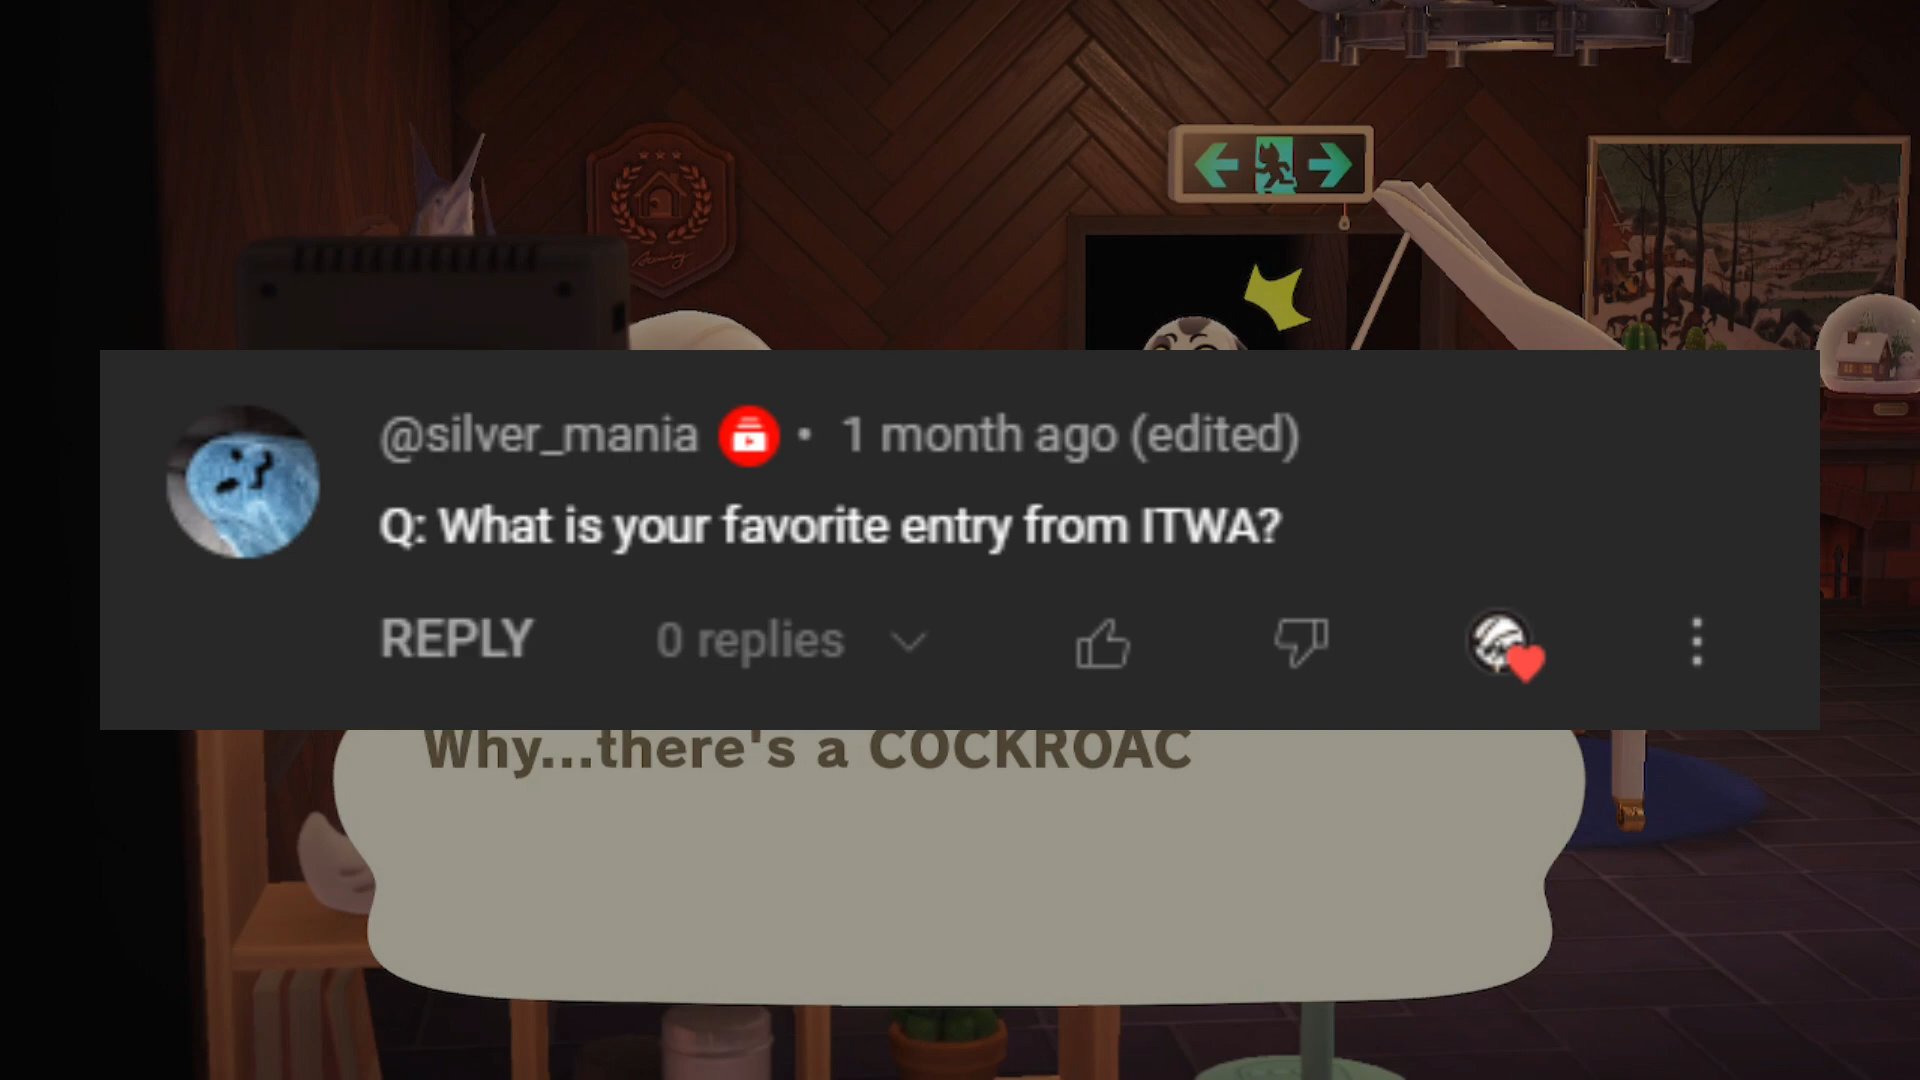 @silver_mania • 1 month ago (edited)
Q: What is your favorite entry from ITWA?
REPLY 0 replies
Why...there's a COCKROAC